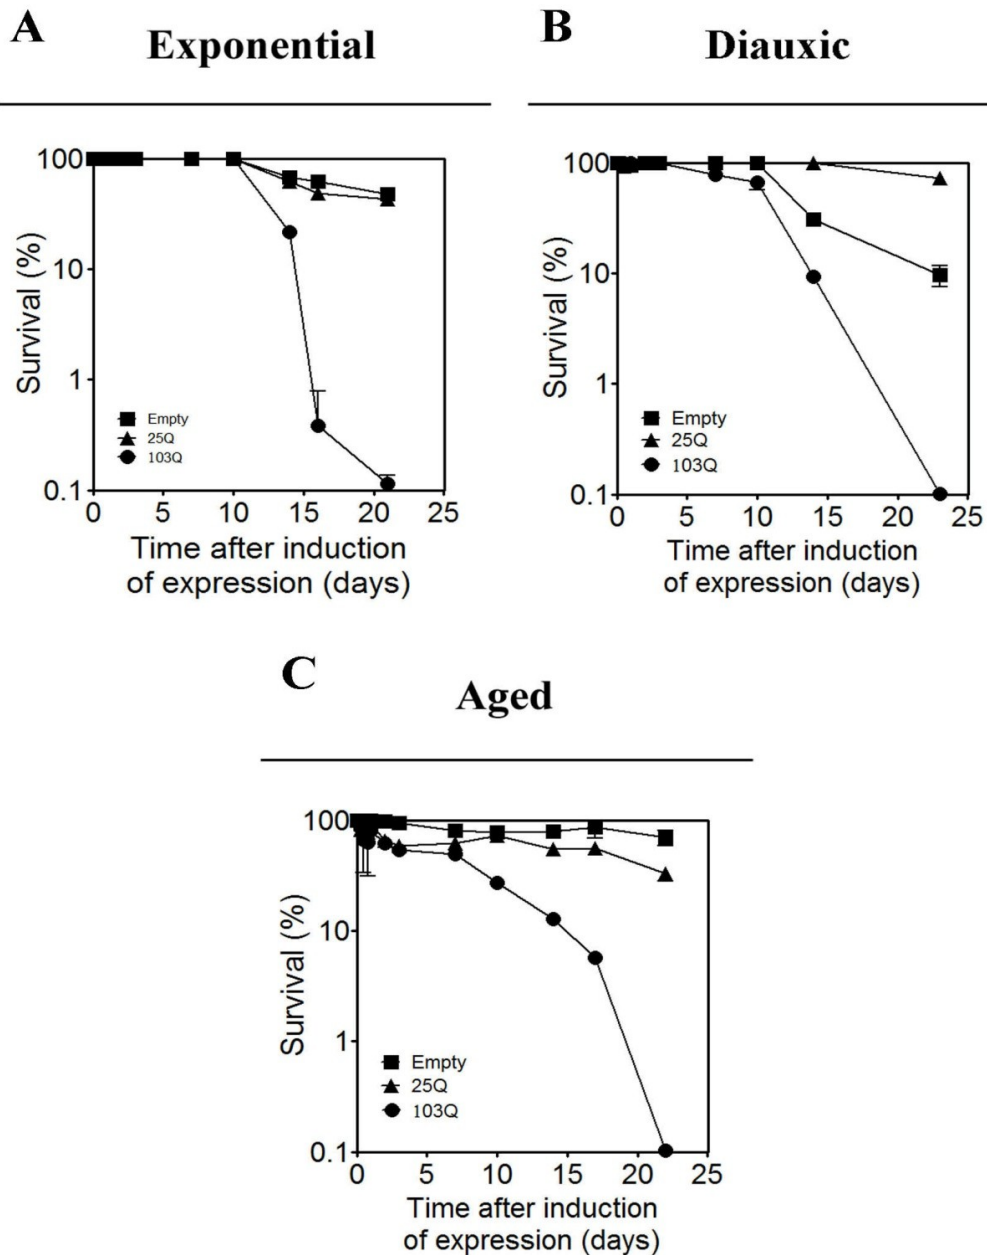 A
Exponential
100
10
1
0.1
Survival (%)
Empty
25Q
103Q
0 5 10 15 20 25
Time after induction
of expression (days)
B
Diauxic
100
10
1
0.1
Survival (%)
Empty
25Q
103Q
0 5 10 15 20 25
Time after induction
of expression (days)
C
Aged
100
10
1
0.1
Survival (%)
Empty
25Q
103Q
0 5 10 15 20 25
Time after induction
of expression (days)